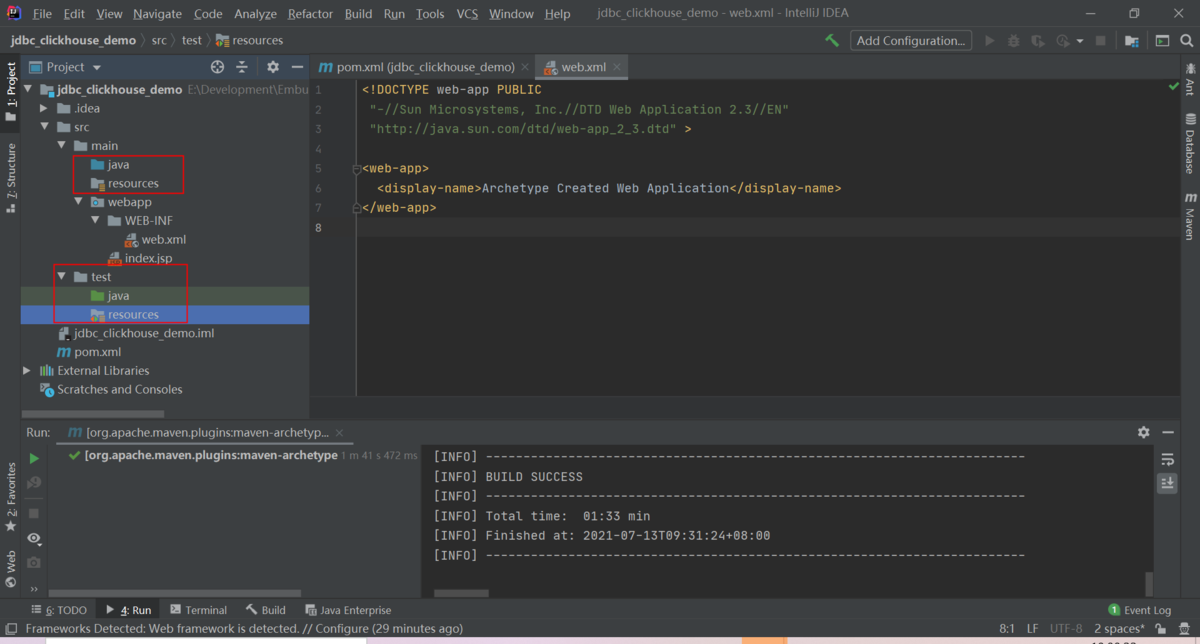 File Edit View Navigate Code Analyze Refactor Build Run Tools VCS Window Help jdbc_clickhouse_demo - web.xml - IntelliJ IDEA
jdbc_clickhouse_demo src test resources Add Configuration...
1: Project
7: Structure
2: Favorites
Web
Project
jdbc_clickhouse_demo E:\Development\Embu
.idea
src
main
java
resources
webapp
WEB-INF
web.xml
index.jsp
test
java
resources
jdbc_clickhouse_demo.iml
pom.xml
External Libraries
Scratches and Consoles
pom.xml (jdbc_clickhouse_demo) web.xml
1 <!DOCTYPE web-app PUBLIC
2 "-//Sun Microsystems, Inc.//DTD Web Application 2.3//EN"
3 "http://java.sun.com/dtd/web-app_2_3.dtd" >
4
5 <web-app>
6 <display-name>Archetype Created Web Application</display-name>
7 </web-app>
8
Ant
Database
Maven
Run: [org.apache.maven.plugins:maven-archetyp...
[org.apache.maven.plugins:maven-archetype 1 m 41 s 472 ms
[INFO] ------------------------------------------------------------------------
[INFO] BUILD SUCCESS
[INFO] ------------------------------------------------------------------------
[INFO] Total time:  01:33 min
[INFO] Finished at: 2021-07-13T09:31:24+08:00
[INFO] ------------------------------------------------------------------------
6: TODO 4: Run Terminal Build Java Enterprise 1 Event Log
Frameworks Detected: Web framework is detected. // Configure (29 minutes ago) 8:1 LF UTF-8 2 spaces*